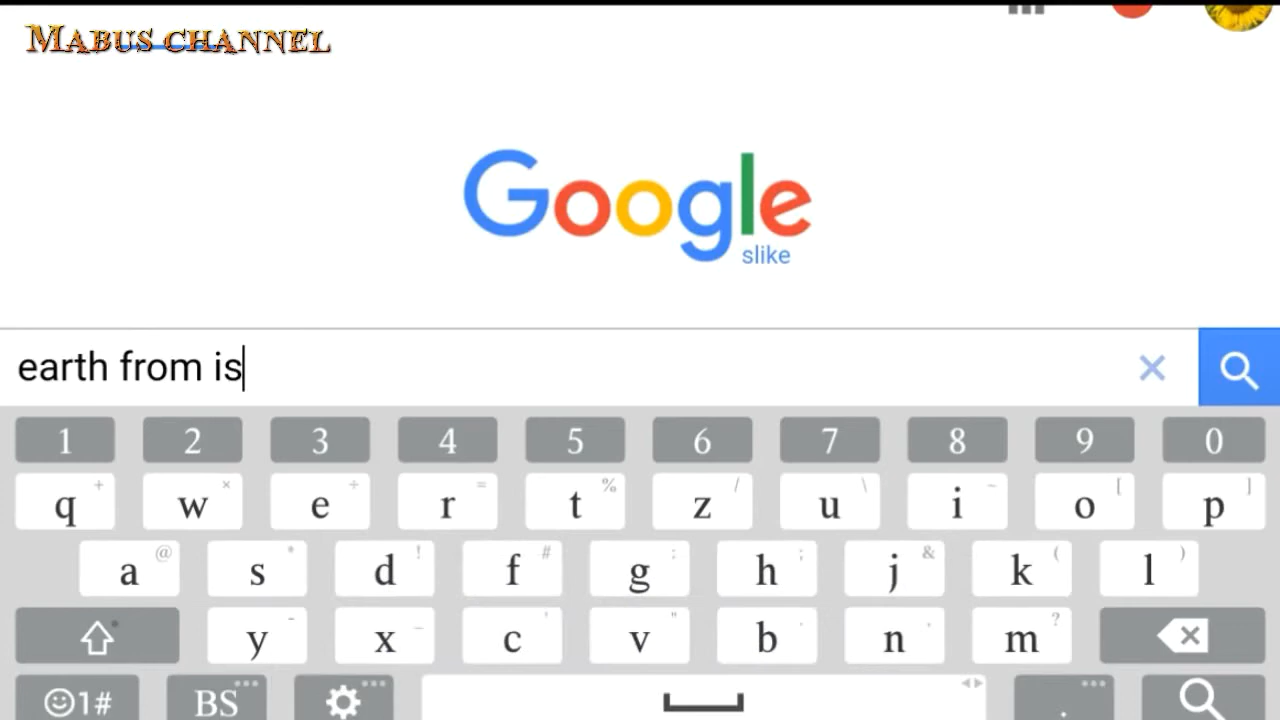 MABUS CHANNEL
Google
slike
earth from is
1 2 3 4 5 6 7 8 9 0
q + w × e ÷ r = t % z / u \ i ~ o [ p ]
a @ s * d ! f # g : h ; j & k ( l )
y - x _ c ' v " b , n , m ?
1# BS .